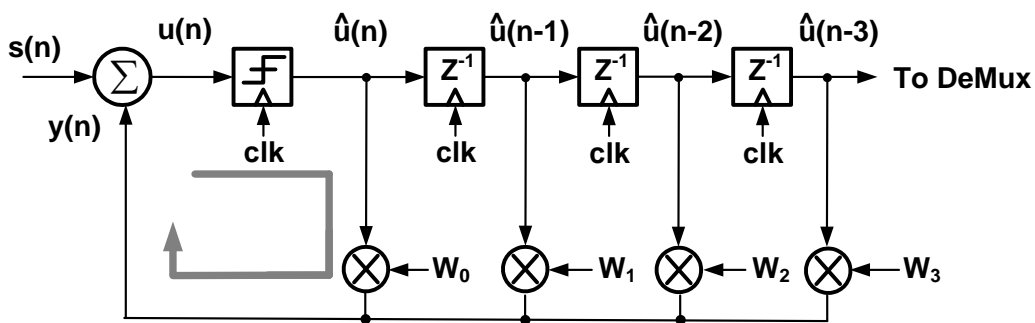 s(n) u(n) û(n) û(n-1) û(n-2) û(n-3)
Σ Z⁻¹ Z⁻¹ Z⁻¹ To DeMux
y(n) clk clk clk clk
W₀ W₁ W₂ W₃